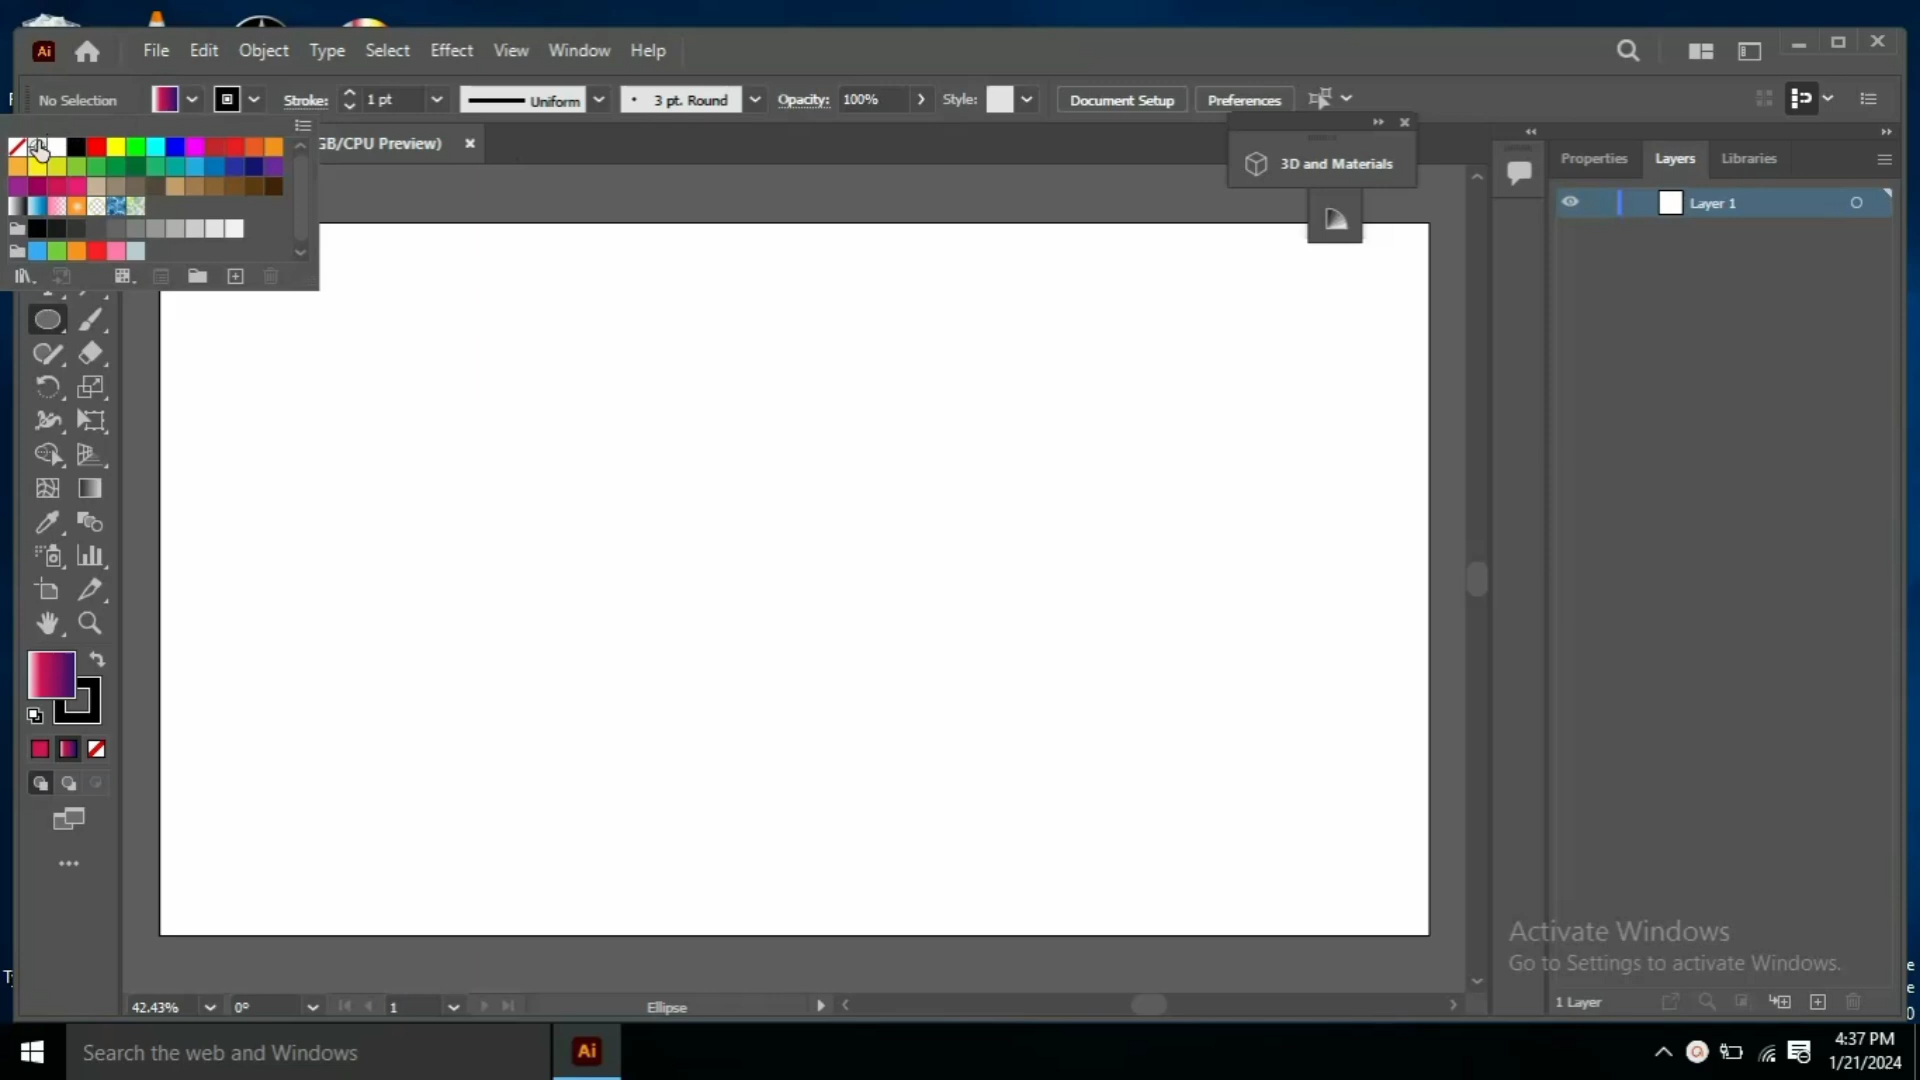 Ai File Edit Object Type Select Effect View Window Help
No Selection Stroke: 1 pt Uniform 3 pt. Round Opacity: 100% Style: Document Setup Preferences
GB/CPU Preview) ×
3D and Materials
Properties Layers Libraries
Layer 1
Activate Windows
Go to Settings to activate Windows.
42.43% 0° 1 Ellipse
1 Layer
Search the web and Windows
Ai
4:37 PM
1/21/2024